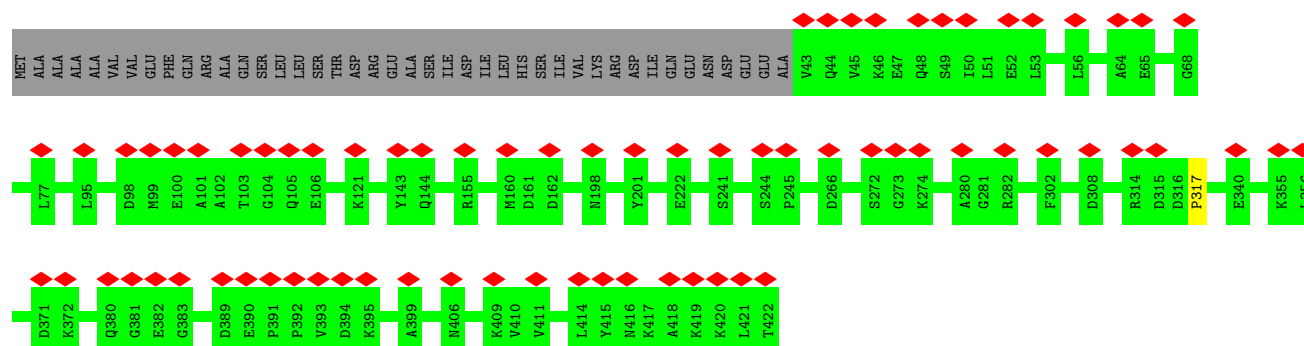 MET ALA ALA ALA ALA VAL VAL GLU PHE GLN ARG ALA GLN SER LEU LEU SER THR ASP ARG GLU ALA SER ILE ASP ILE LEU HIS SER ILE VAL LYS ARG ASP ILE GLN GLU ASN ASP GLU GLU ALA V43 Q44 V45 K46 E47 Q48 S49 I50 L51 E52 L53 L56 A64 E65 G68
L77 L95 D98 M99 E100 A101 A102 T103 G104 Q105 E106 K121 Y143 Q144 R155 M160 D161 D162 N198 Y201 E222 S241 S244 P245 D266 S272 G273 K274 A280 G281 R282 F302 D308 R314 D315 D316 P317 E340 K355 L356
D371 K372 Q380 G381 E382 G383 D389 E390 P391 P392 V393 D394 K395 A399 N406 K409 V410 V411 L414 Y415 N416 K417 A418 K419 K420 L421 T422